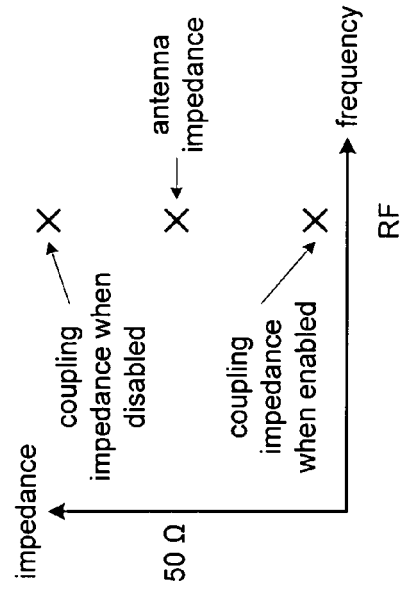 impedance
coupling
impedance when
disabled
antenna
impedance
50 Ω
coupling
impedance
when enabled
frequency
RF